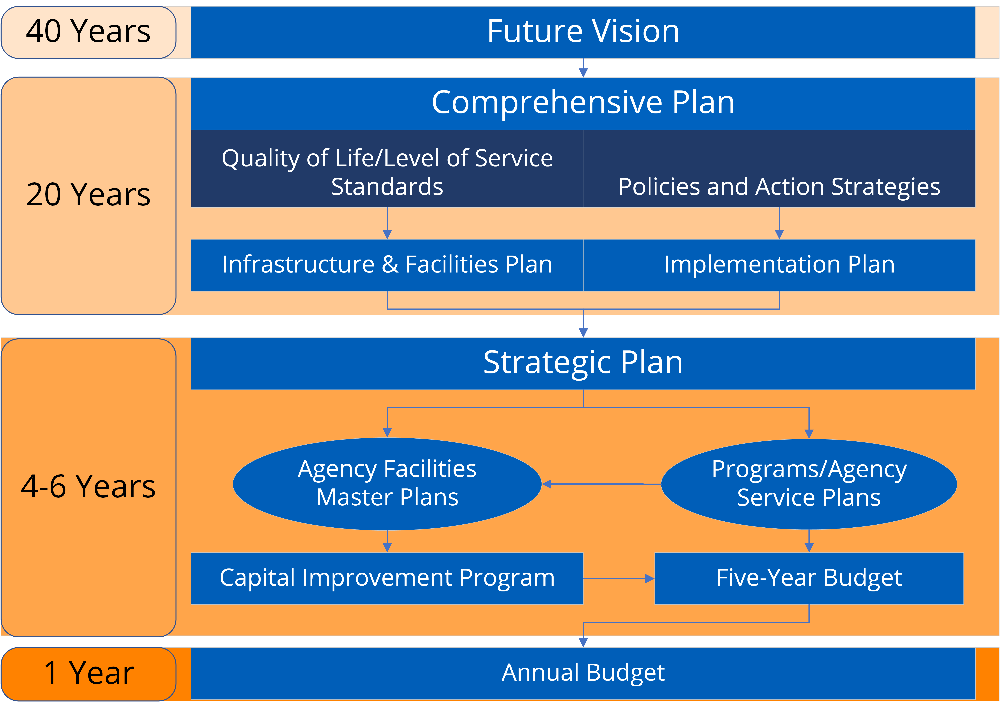 40 Years
Future Vision
20 Years
Comprehensive Plan
Quality of Life/Level of Service
Standards
Policies and Action Strategies
Infrastructure & Facilities Plan
Implementation Plan
4-6 Years
Strategic Plan
Agency Facilities
Master Plans
Programs/Agency
Service Plans
Capital Improvement Program
Five-Year Budget
1 Year
Annual Budget